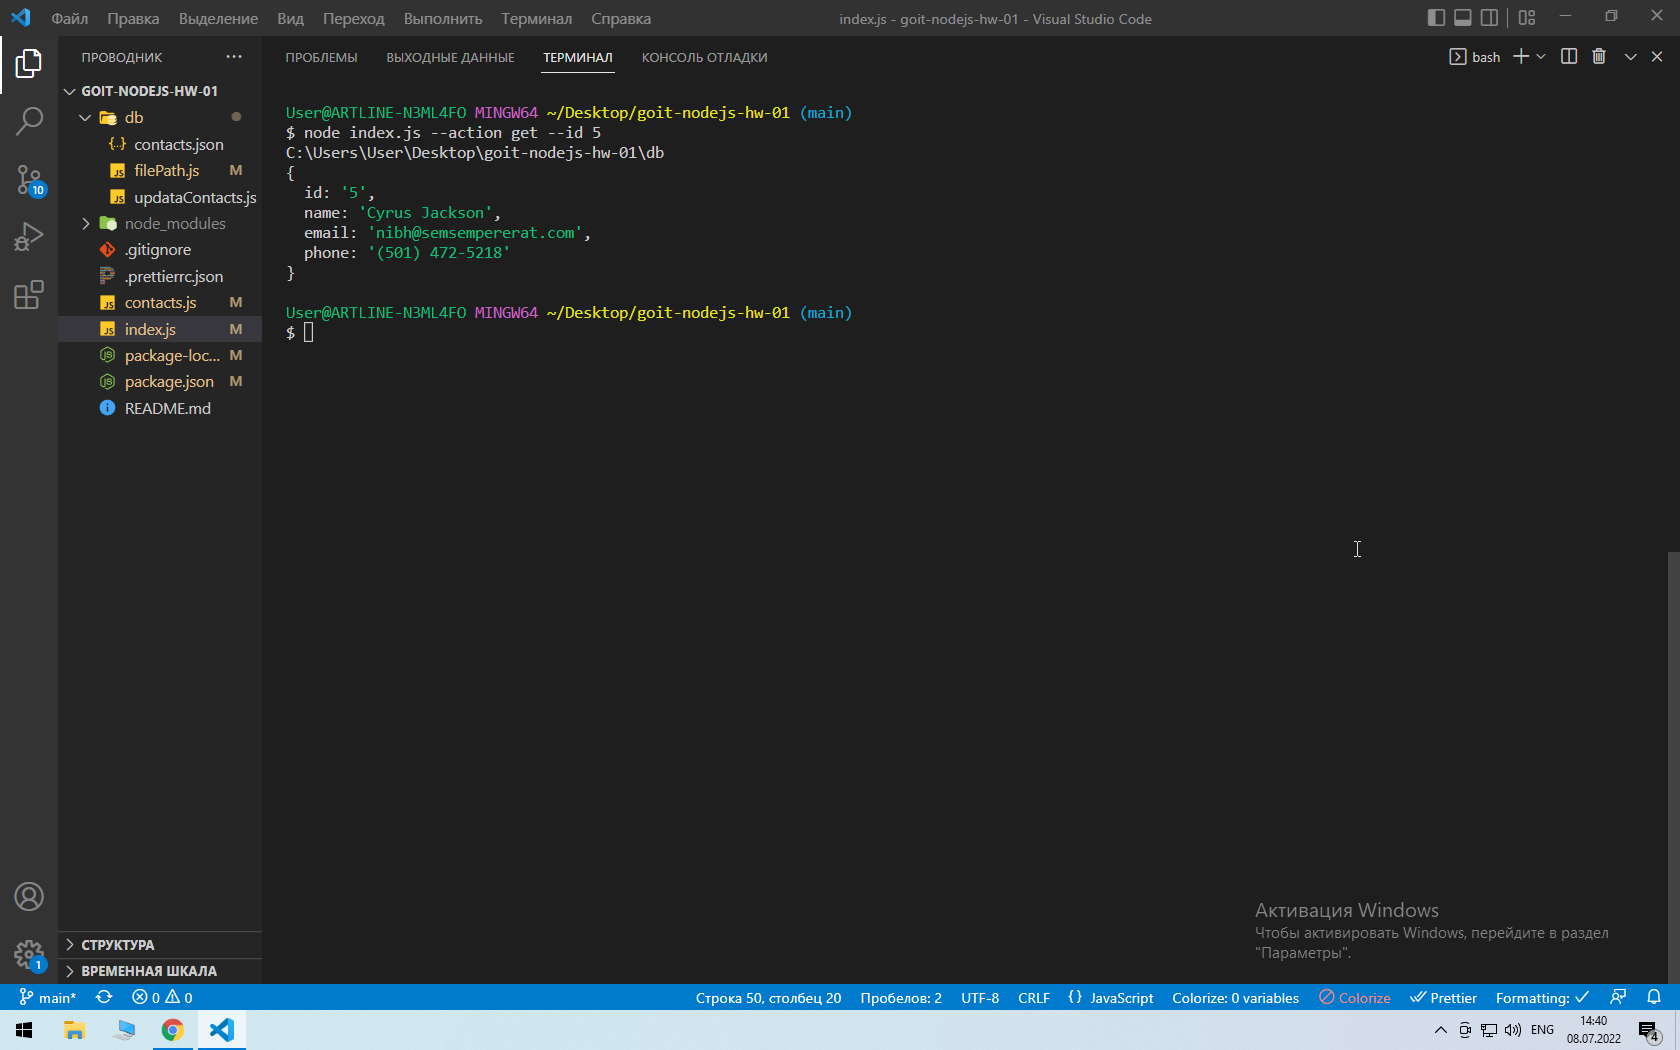 Файл Правка Выделение Вид Переход Выполнить Терминал Справка
index.js - goit-nodejs-hw-01 - Visual Studio Code
ПРОВОДНИК
ПРОБЛЕМЫ ВЫХОДНЫЕ ДАННЫЕ ТЕРМИНАЛ КОНСОЛЬ ОТЛАДКИ
bash
GOIT-NODEJS-HW-01
db
contacts.json
filePath.js M
updataContacts.js
node_modules
.gitignore
.prettierrc.json
contacts.js M
index.js M
package-loc... M
package.json M
README.md
10
1
СТРУКТУРА
ВРЕМЕННАЯ ШКАЛА
User@ARTLINE-N3ML4FO MINGW64 ~/Desktop/goit-nodejs-hw-01 (main)
$ node index.js --action get --id 5
C:\Users\User\Desktop\goit-nodejs-hw-01\db
{
id: '5',
name: 'Cyrus Jackson',
email: 'nibh@semsempererat.com',
phone: '(501) 472-5218'
}
User@ARTLINE-N3ML4FO MINGW64 ~/Desktop/goit-nodejs-hw-01 (main)
$
Активация Windows
Чтобы активировать Windows, перейдите в раздел
"Параметры".
main* 0 0
Строка 50, столбец 20 Пробелов: 2 UTF-8 CRLF {} JavaScript Colorize: 0 variables Colorize Prettier Formatting:
ENG
14:40
08.07.2022
4